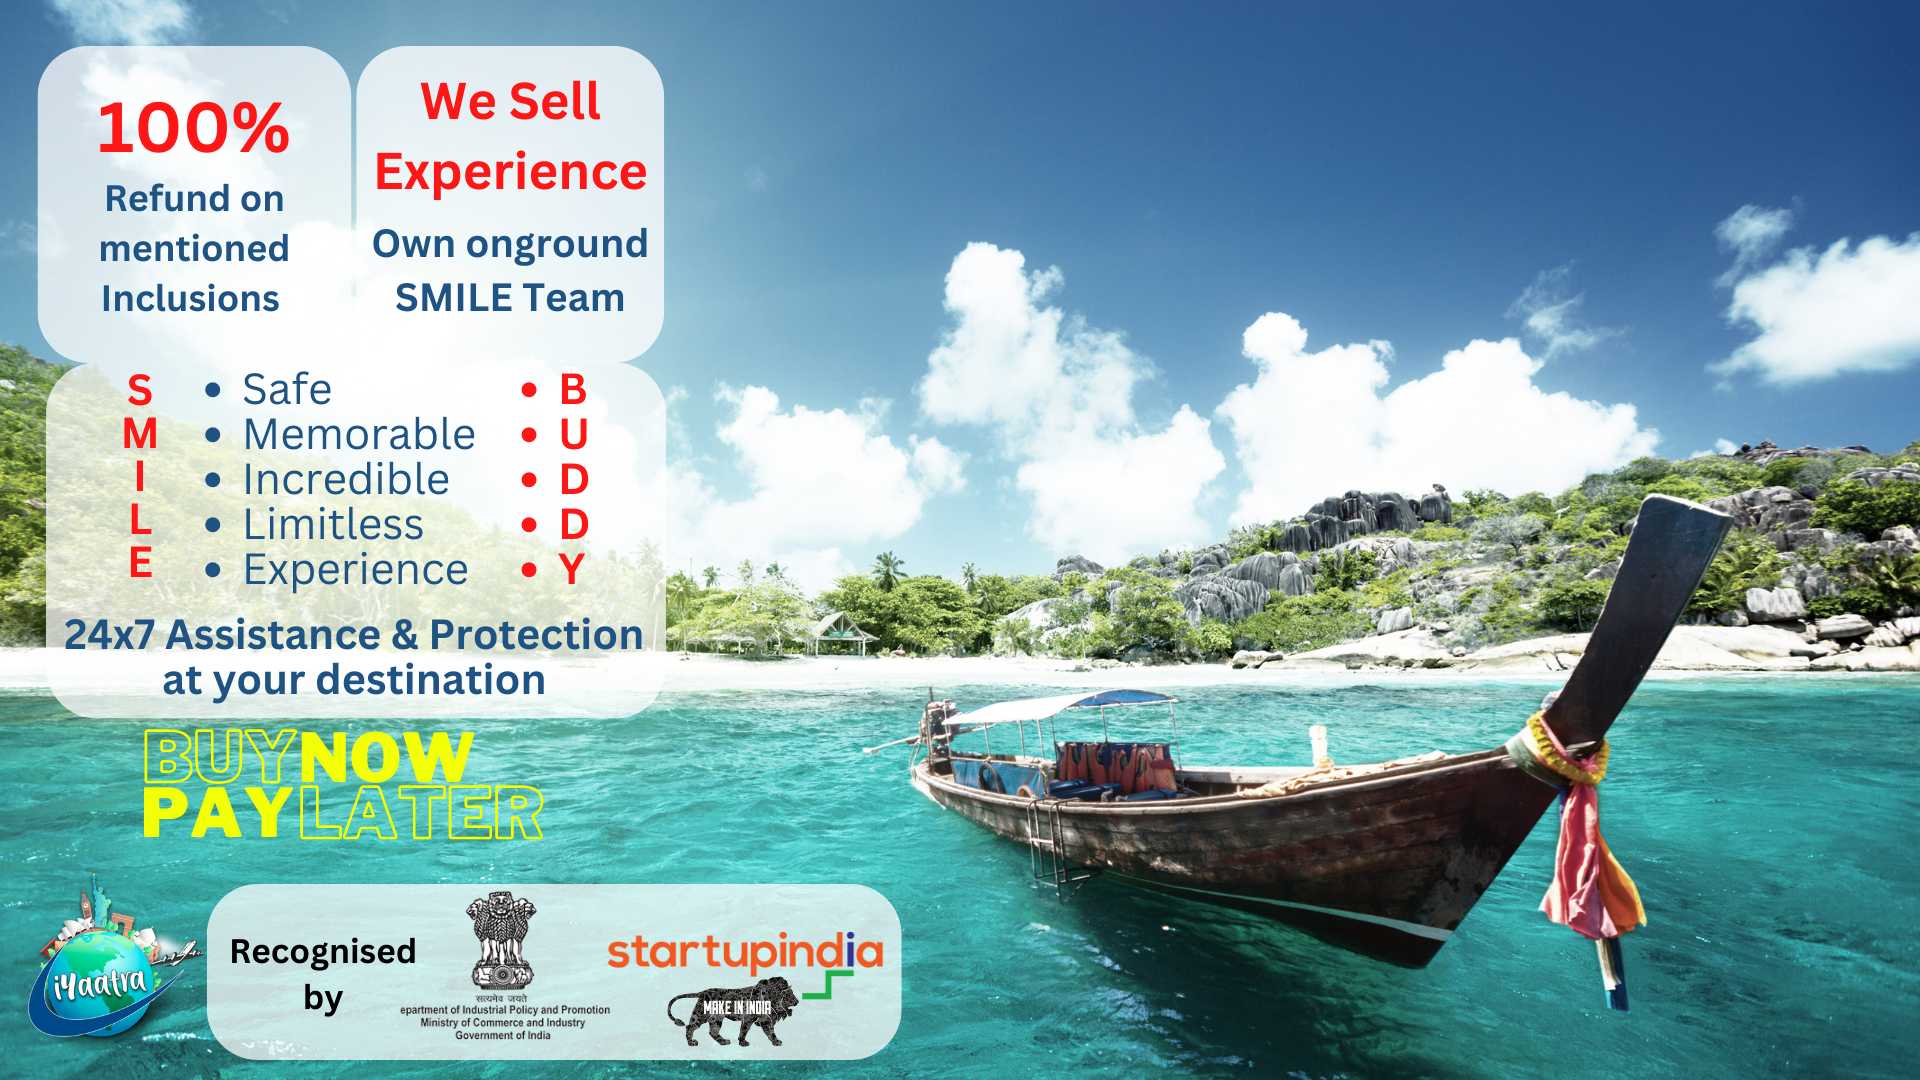 100%
Refund on
mentioned
Inclusions
We Sell
Experience
Own onground
SMILE Team
S
M
I
L
E
• Safe
• Memorable
• Incredible
• Limitless
• Experience
• B
• U
• D
• D
• Y
24x7 Assistance & Protection
at your destination
BUYNOW
PAYLATER
iYaatra
Recognised
by
सत्यमेव जयते
epartment of Industrial Policy and Promotion
Ministry of Commerce and Industry
Government of India
startupindia
MAKE IN INDIA